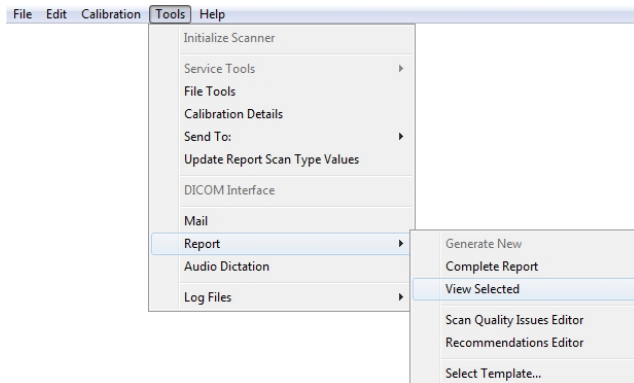 File Edit Calibration Tools Help
Initialize Scanner
Service Tools
File Tools
Calibration Details
Send To:
Update Report Scan Type Values
DICOM Interface
Mail
Report
Audio Dictation
Log Files
Generate New
Complete Report
View Selected
Scan Quality Issues Editor
Recommendations Editor
Select Template...